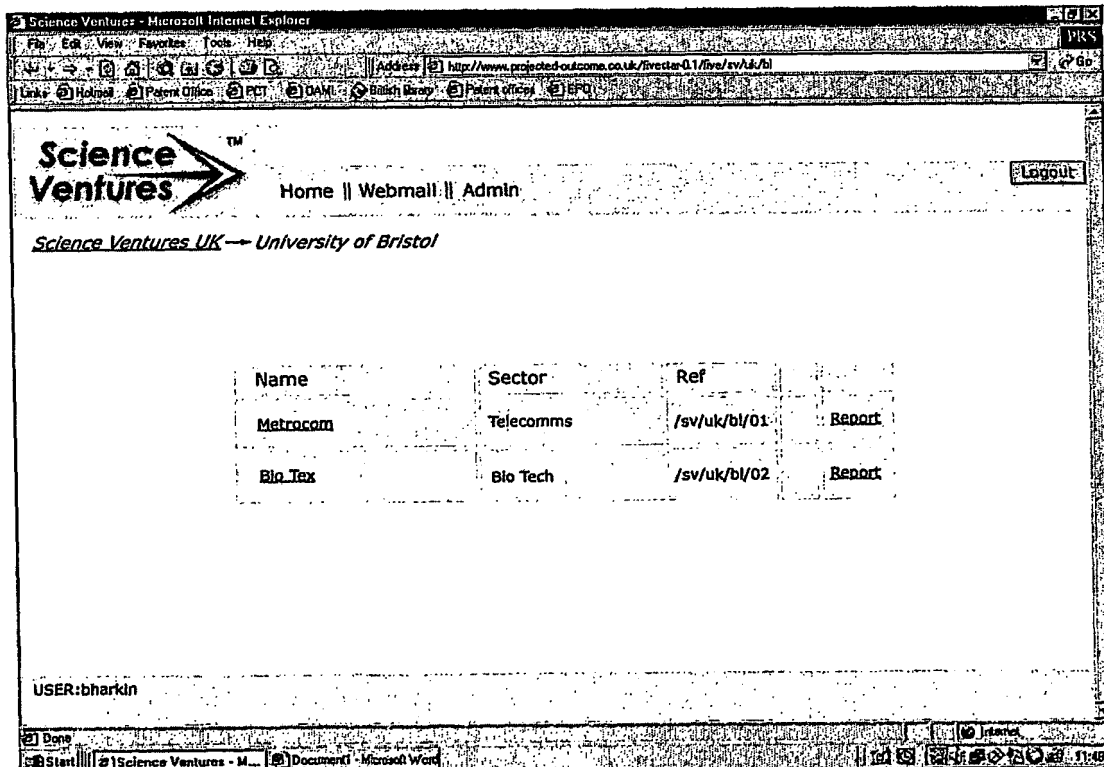 Science Ventures - Microsoft Internet Explorer
File Edit View Favorites Tools Help
Address http://www.projected-outcome.co.uk/fivestar-0.1/five/sv/uk/bl Go
Links Hotmail Patent Office PCT OAMI British library Patent offices EPO
Science Ventures TM
Home || Webmail || Admin Logout
Science Ventures UK → University of Bristol
Name Sector Ref
Metrocom Telecomms /sv/uk/bl/01 Report
Bio Tex Bio Tech /sv/uk/bl/02 Report
USER:bharkin
Done Internet
Start Science Ventures - M... Document1 - Microsoft Word